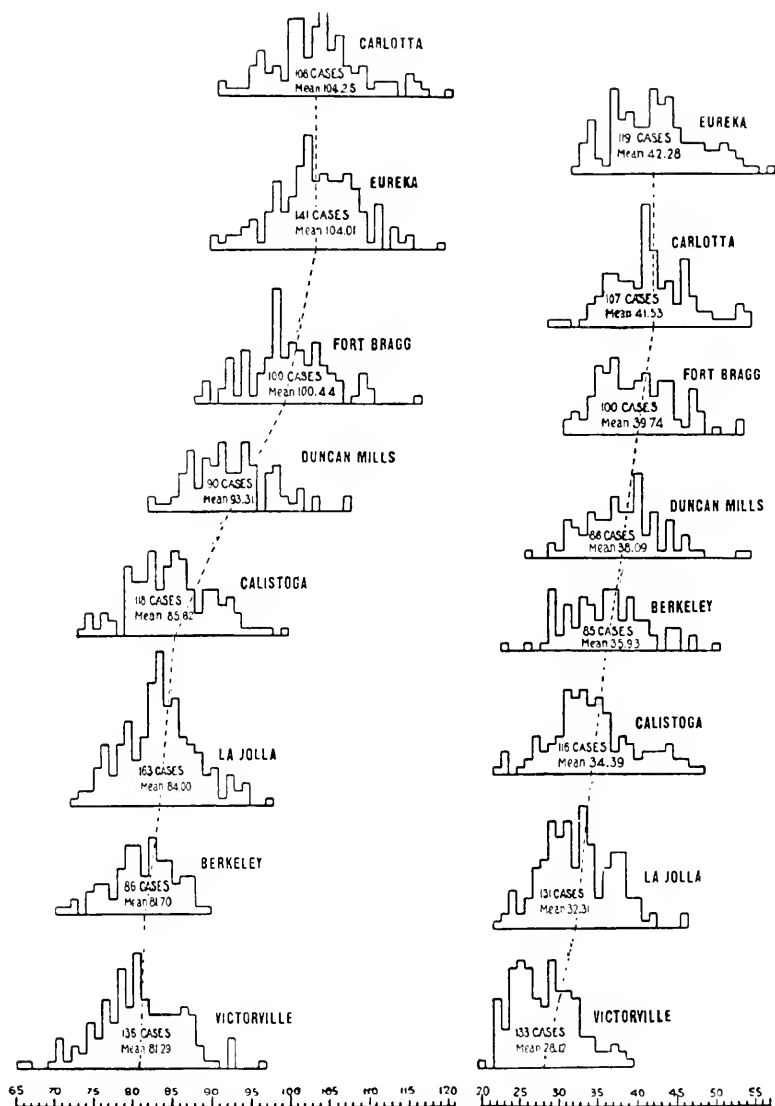 CARLOTTA
108 CASES
Mean 104.25
EUREKA
141 CASES
Mean 104.01
FORT BRAGG
100 CASES
Mean 100.44
DUNCAN MILLS
90 CASES
Mean 93.31
CALISTOGA
118 CASES
Mean 85.82
LA JOLLA
163 CASES
Mean 84.00
BERKELEY
86 CASES
Mean 81.70
VICTORVILLE
136 CASES
Mean 81.29
65 70 75 80 85 90 95 100 105 110 115 120
EUREKA
119 CASES
Mean 42.28
CARLOTTA
107 CASES
Mean 41.53
FORT BRAGG
100 CASES
Mean 39.74
DUNCAN MILLS
86 CASES
Mean 38.09
BERKELEY
85 CASES
Mean 35.93
CALISTOGA
116 CASES
Mean 34.39
LA JOLLA
131 CASES
Mean 32.31
VICTORVILLE
133 CASES
Mean 28.12
20 25 30 35 40 45 50 55